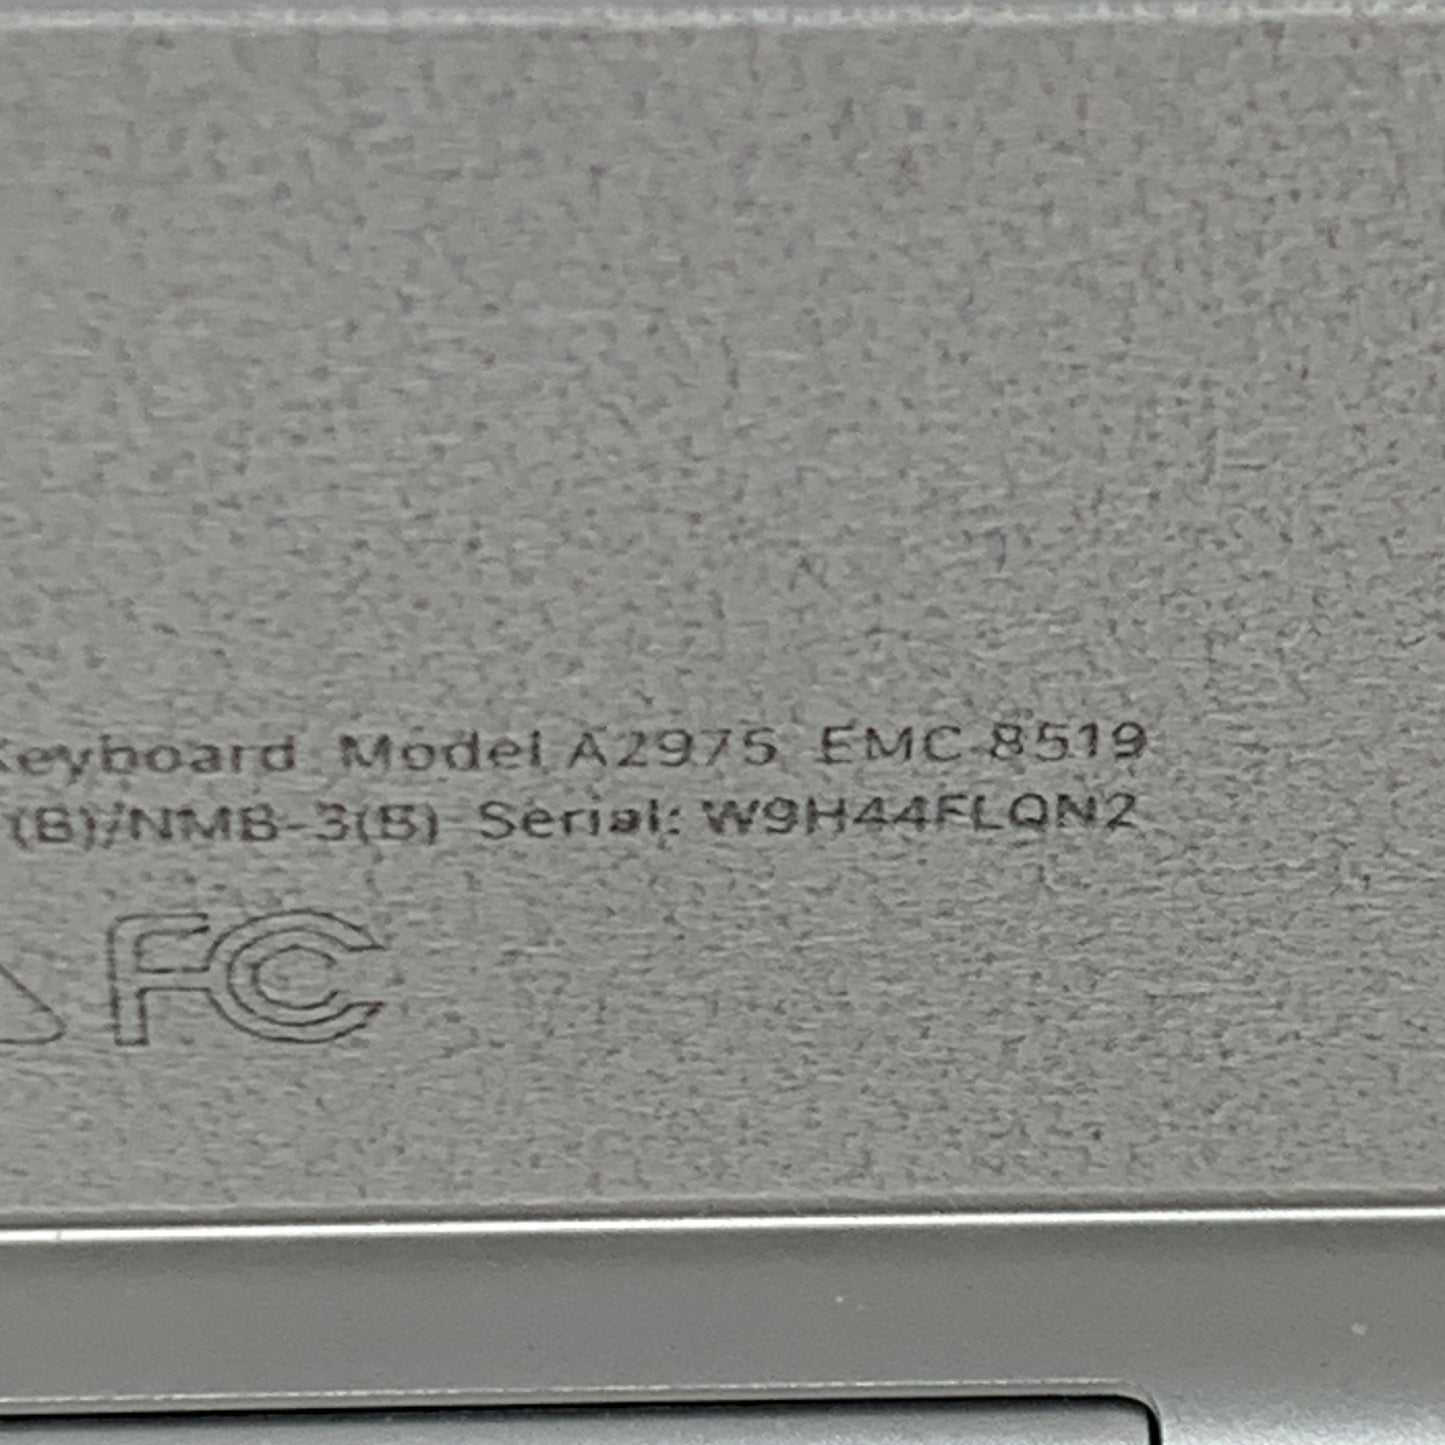 Keyboard Model A2975 EMC 8519
(B)/NMB-3(B) Serial: W9H44FLQN2
FC